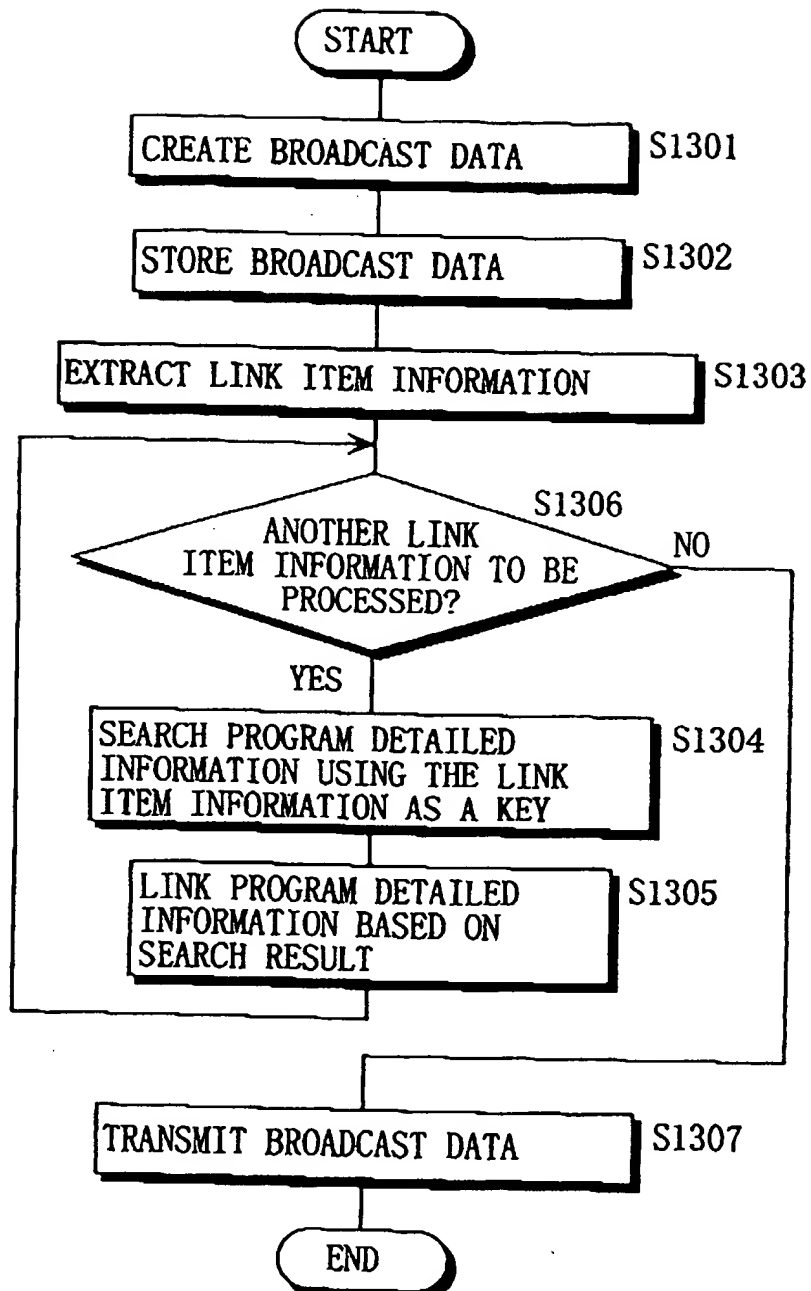 START
CREATE BROADCAST DATA
S1301
STORE BROADCAST DATA
S1302
EXTRACT LINK ITEM INFORMATION
S1303
S1306
ANOTHER LINK
ITEM INFORMATION TO BE
PROCESSED?
NO
YES
SEARCH PROGRAM DETAILED
INFORMATION USING THE LINK
ITEM INFORMATION AS A KEY
S1304
LINK PROGRAM DETAILED
INFORMATION BASED ON
SEARCH RESULT
S1305
TRANSMIT BROADCAST DATA
S1307
END